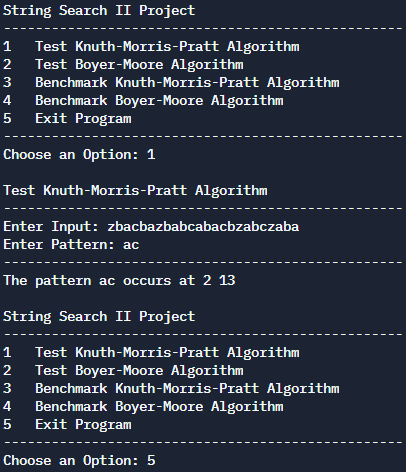 String Search II Project
--------------------------------------------------
1   Test Knuth-Morris-Pratt Algorithm
2   Test Boyer-Moore Algorithm
3   Benchmark Knuth-Morris-Pratt Algorithm
4   Benchmark Boyer-Moore Algorithm
5   Exit Program
--------------------------------------------------
Choose an Option: 1

Test Knuth-Morris-Pratt Algorithm
--------------------------------------------------
Enter Input: zbacbazbabcabacbzabczaba
Enter Pattern: ac
--------------------------------------------------
The pattern ac occurs at 2 13

String Search II Project
--------------------------------------------------
1   Test Knuth-Morris-Pratt Algorithm
2   Test Boyer-Moore Algorithm
3   Benchmark Knuth-Morris-Pratt Algorithm
4   Benchmark Boyer-Moore Algorithm
5   Exit Program
--------------------------------------------------
Choose an Option: 5